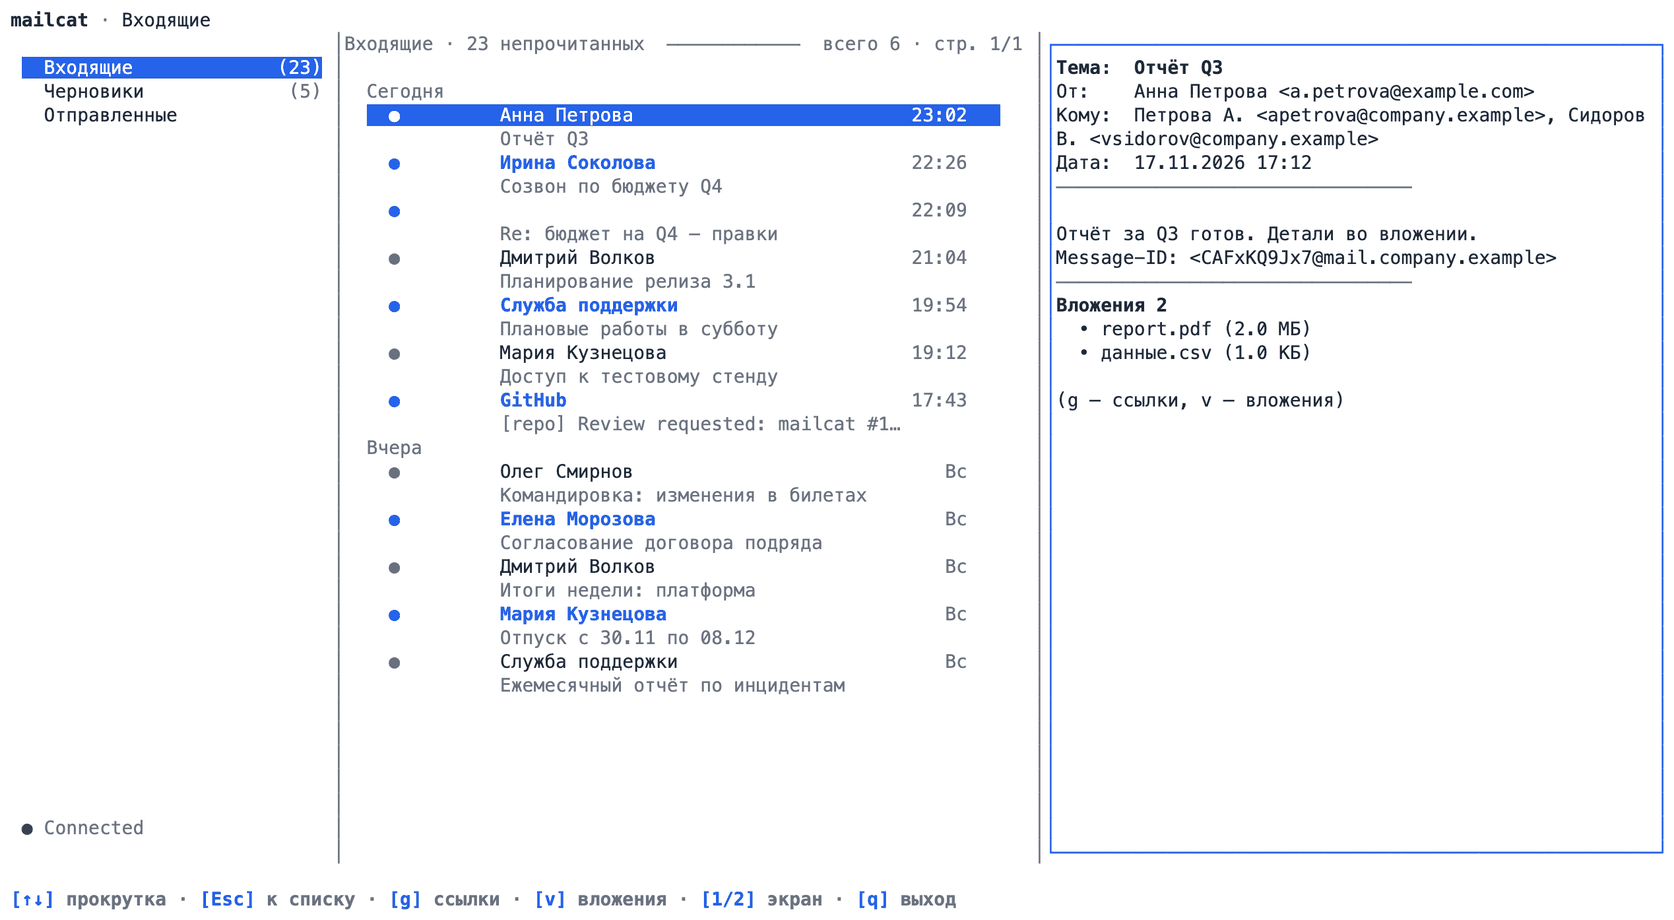 mailcat · Входящие
Входящие (23)
Черновики (5)
Отправленные
● Connected
Входящие · 23 непрочитанных ──────────── всего 6 · стр. 1/1
Сегодня
● Анна Петрова 23:02
Отчёт Q3
● Ирина Соколова 22:26
Созвон по бюджету Q4
● 22:09
Re: бюджет на Q4 — правки
● Дмитрий Волков 21:04
Планирование релиза 3.1
● Служба поддержки 19:54
Плановые работы в субботу
● Мария Кузнецова 19:12
Доступ к тестовому стенду
● GitHub 17:43
[repo] Review requested: mailcat #1…
Вчера
● Олег Смирнов Вс
Командировка: изменения в билетах
● Елена Морозова Вс
Согласование договора подряда
● Дмитрий Волков Вс
Итоги недели: платформа
● Мария Кузнецова Вс
Отпуск с 30.11 по 08.12
● Служба поддержки Вс
Ежемесячный отчёт по инцидентам
Тема: Отчёт Q3
От: Анна Петрова <a.petrova@example.com>
Кому: Петрова А. <apetrova@company.example>, Сидоров
В. <vsidorov@company.example>
Дата: 17.11.2026 17:12
Отчёт за Q3 готов. Детали во вложении.
Message-ID: <CAFxKQ9Jx7@mail.company.example>
Вложения 2
• report.pdf (2.0 МБ)
• данные.csv (1.0 КБ)
(g — ссылки, v — вложения)
[↑↓] прокрутка · [Esc] к списку · [g] ссылки · [v] вложения · [1/2] экран · [q] выход